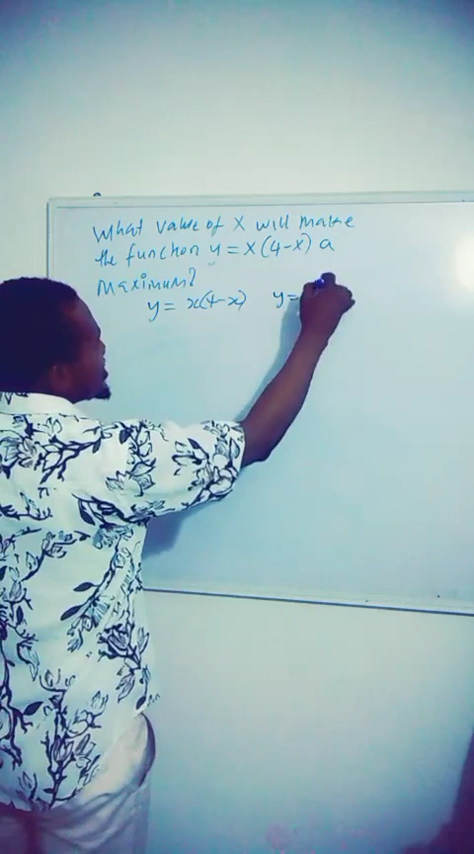 What value of X will make
the function y = X(4-X) a
Maximum?
y = x(4-x) y=